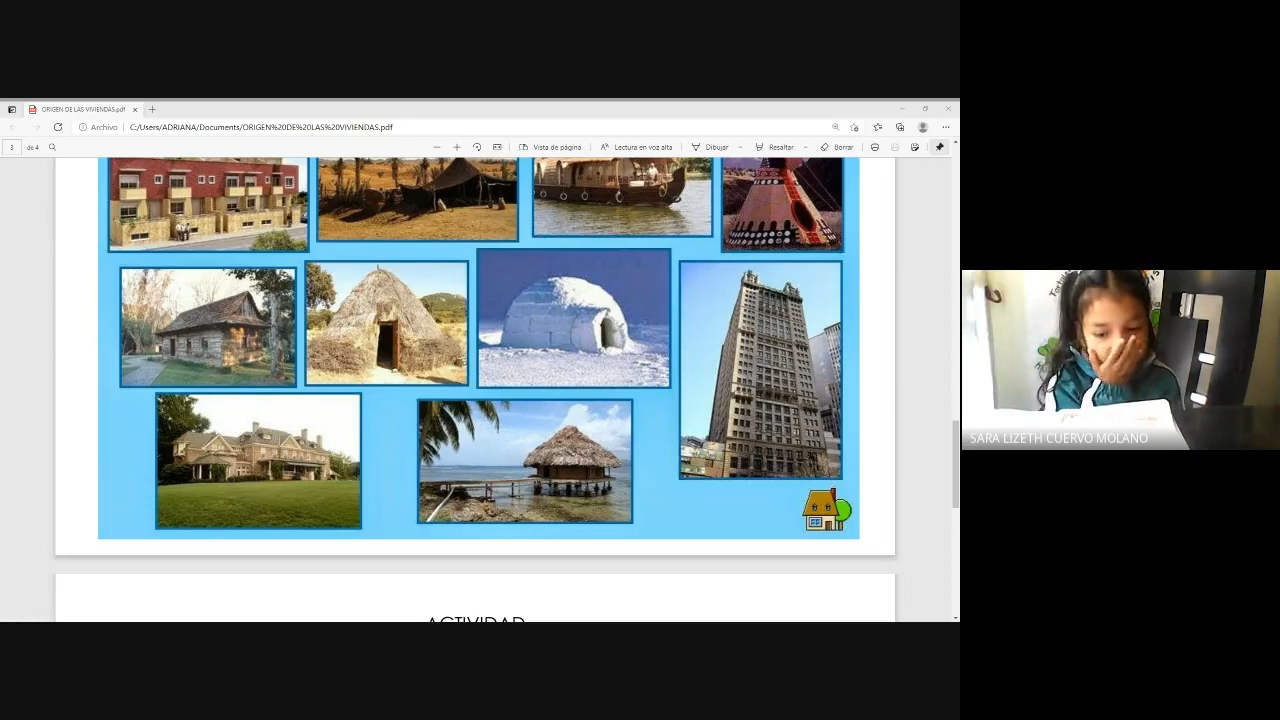 ORIGEN DE LAS VIVIENDAS.pdf
Archivo
C:/Users/ADRIANA/Documents/ORIGEN%20DE%20LAS%20VIVIENDAS.pdf
3
de 4
Vista de página
Lectura en voz alta
Dibujar
Resaltar
Borrar
ACTIVIDAD
SARA LIZETH CUERVO MOLANO